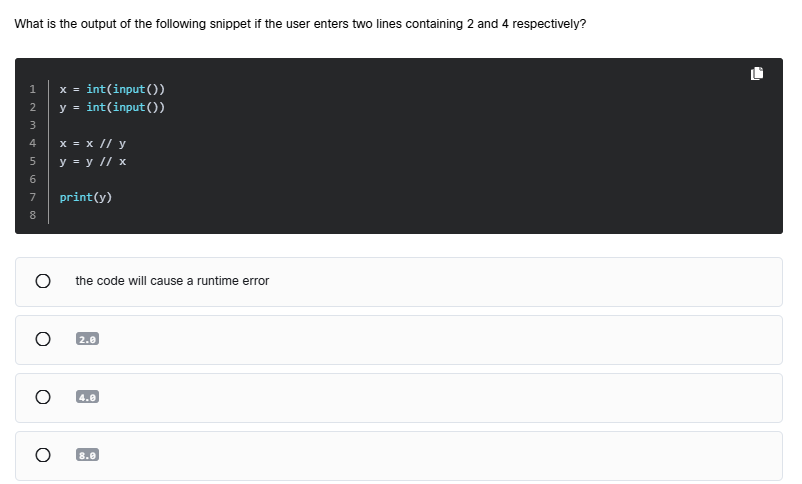 What is the output of the following snippet if the user enters two lines containing 2 and 4 respectively?
1 x = int(input())
2 y = int(input())
3
4 x = x // y
5 y = y // x
6
7 print(y)
8
the code will cause a runtime error
2.0
4.0
8.0